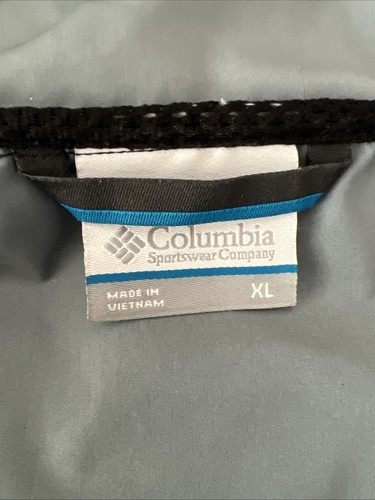 Columbia
Sportswear Company
MADE IN
VIETNAM
XL